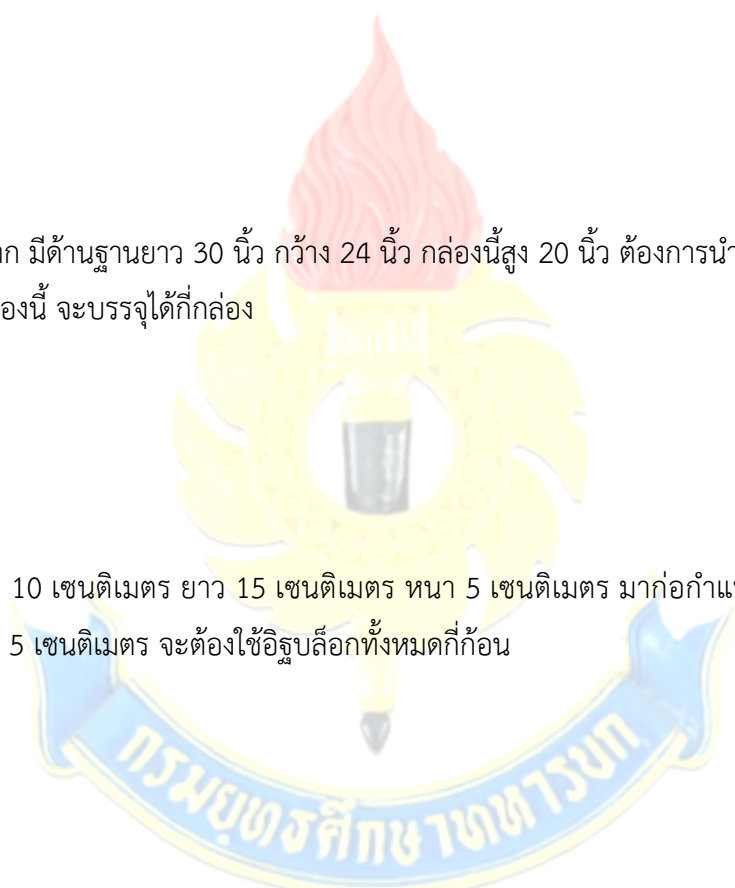 มีด้านฐานยาว 30 นิ้ว กว้าง 24 นิ้ว กล่องนี้สูง 20 นิ้ว ต้องการนำ
องนี้ จะบรรจุได้กี่กล่อง
10 เซนติเมตร ยาว 15 เซนติเมตร หนา 5 เซนติเมตร มาก่อกำแ
5 เซนติเมตร จะต้องใช้อิฐบล็อกทั้งหมดกี่ก้อน
กรมยุทธศึกษาทหารบก